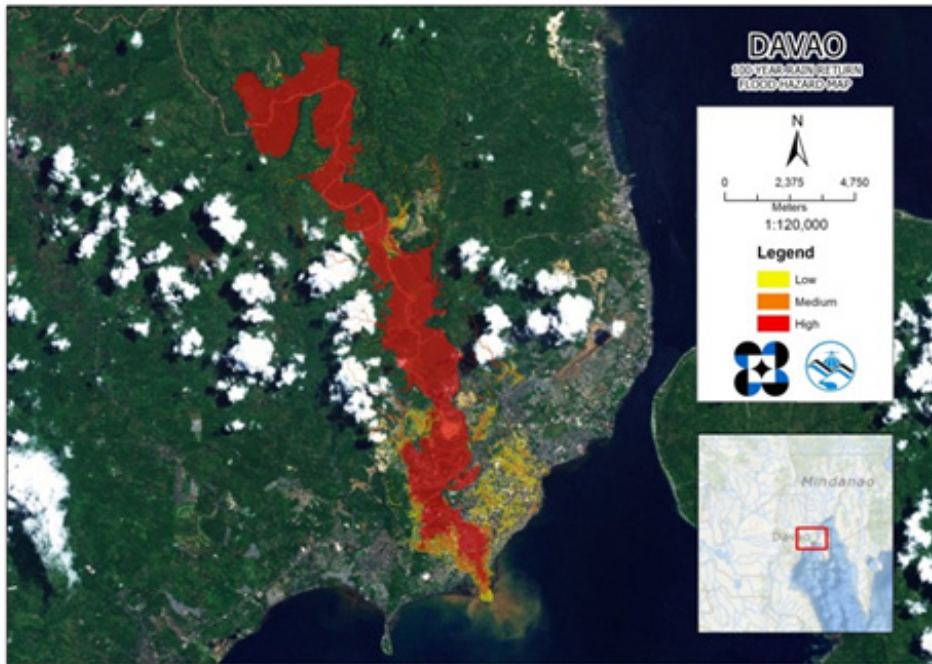 DAVAO
100 YEAR RAIN RETURN
FLOOD HAZARD MAP
N
0 2,375 4,750
Meters
1:120,000
Legend
Low
Medium
High
Mindanao
Davao